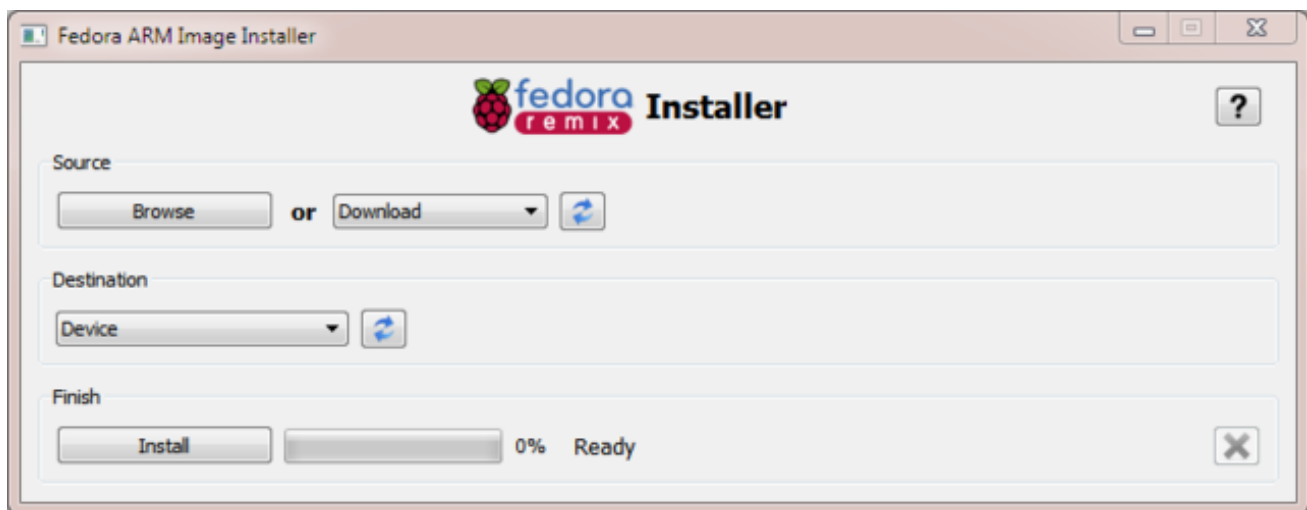 Fedora ARM Image Installer
fedora remix Installer ?
Source
Browse or Download
Destination
Device
Finish
Install 0% Ready